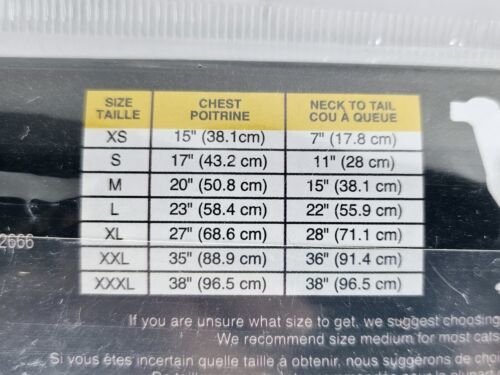 SIZE CHEST NECK TO TAIL
TAILLE POITRINE COU À QUEUE
XS 15" (38.1cm) 7" (17.8 cm)
S 17" (43.2 cm) 11" (28 cm)
M 20" (50.8 cm) 15" (38.1 cm)
L 23" (58.4 cm) 22" (55.9 cm)
XL 27" (68.6 cm) 28" (71.1 cm)
2666
XXL 35" (88.9 cm) 36" (91.4 cm)
XXXL 38" (96.5 cm) 38" (96.5 cm)
If you are unsure what size to get, we suggest choosing
We recommend size medium for most cats
Si vous êtes incertain quelle taille à obtenir, nous suggérons de cho